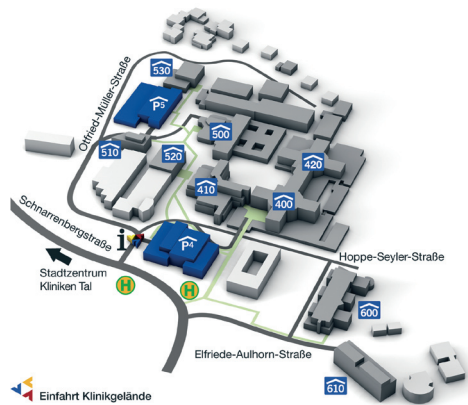 530
P5
Otfried-Müller-Straße
500
510
520
420
410
400
Schnarrenbergstraße
i
P4
Hoppe-Seyler-Straße
Stadtzentrum
Kliniken Tal
H
H
600
Elfriede-Aulhorn-Straße
610
Einfahrt Klinikgelände